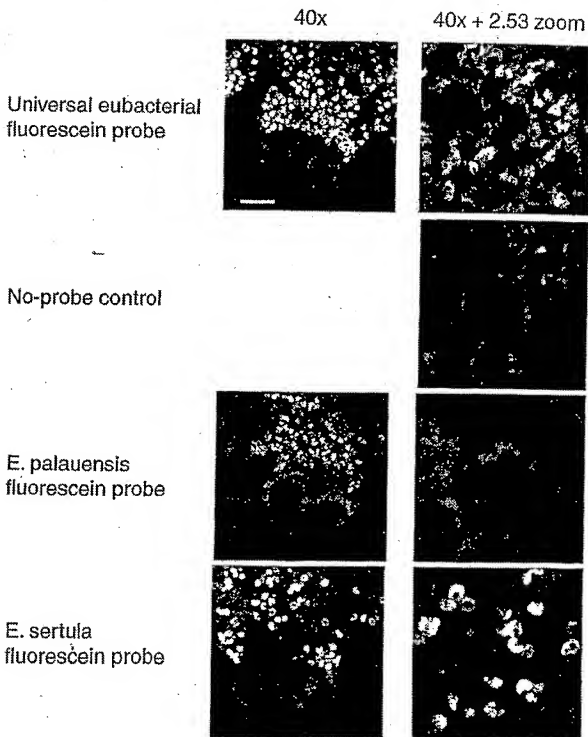 40x
40x + 2.53 zoom
Universal eubacterial
fluorescein probe
No-probe control
E. palauensis
fluorescein probe
E. sertula
fluorescein probe